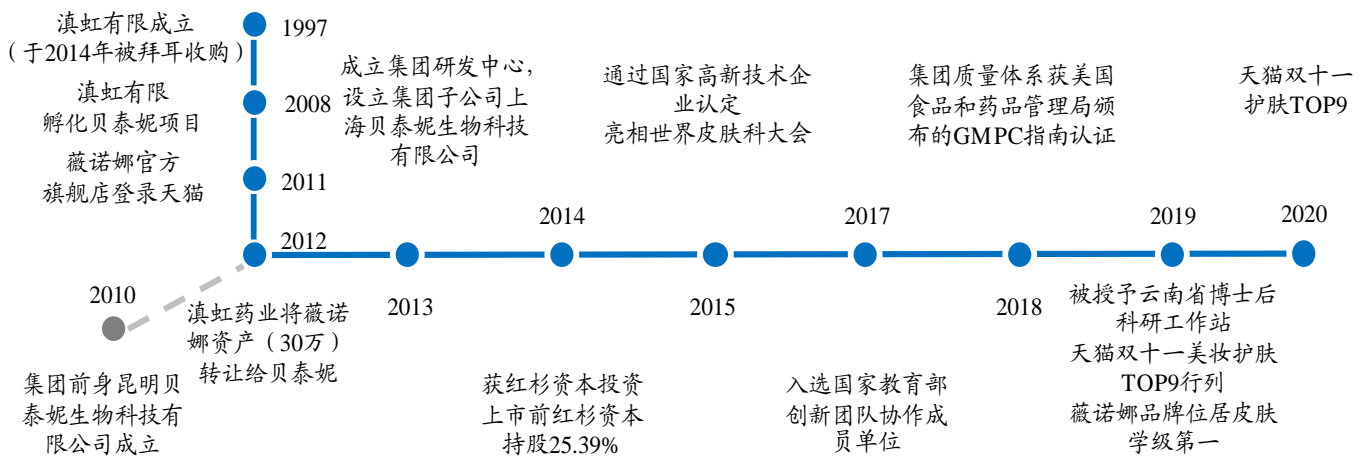 滇虹有限成立
（于2014年被拜耳收购）
1997
滇虹有限
孵化贝泰妮项目
2008
薇诺娜官方
旗舰店登录天猫
2011
2012
滇虹药业将薇诺
娜资产（30万）
转让给贝泰妮
2010
集团前身昆明贝
泰妮生物科技有
限公司成立
成立集团研发中心，
设立集团子公司上
海贝泰妮生物科技
有限公司
2013
2014
获红杉资本投资
上市前红杉资本
持股25.39%
通过国家高新技术企
业认定
亮相世界皮肤科大会
2015
2017
入选国家教育部
创新团队协作成
员单位
集团质量体系获美国
食品和药品管理局颁
布的GMPC指南认证
2018
2019
被授予云南省博士后
科研工作站
天猫双十一美妆护肤
TOP9行列
薇诺娜品牌位居皮肤
学级第一
天猫双十一
护肤TOP9
2020